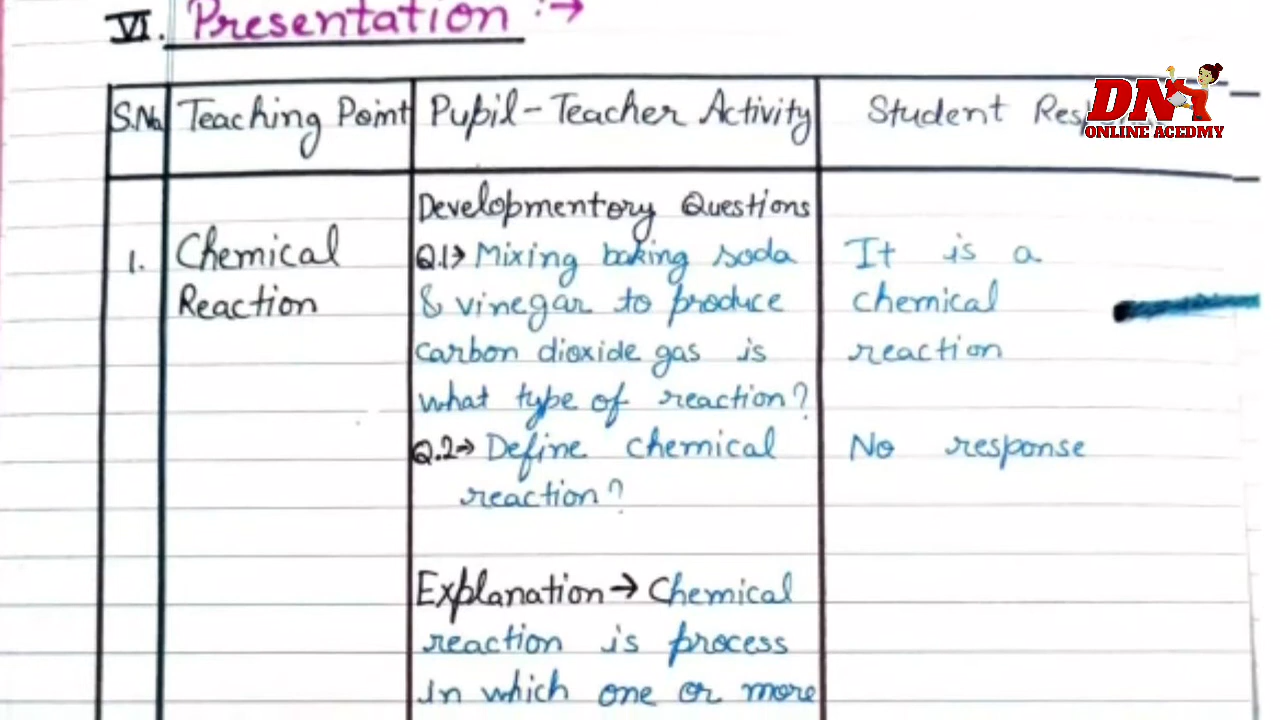 VI. Presentation :→
S.No. Teaching Point Pupil-Teacher Activity Student Resp
DN
ONLINE ACEDMY
Developmentory Questions
1. Chemical Q.1→ Mixing baking soda It is a
Reaction & vinegar to produce chemical
carbon dioxide gas is reaction
what type of reaction?
Q.2→ Define chemical No response
reaction?
Explanation → Chemical
reaction is process
in which one or more